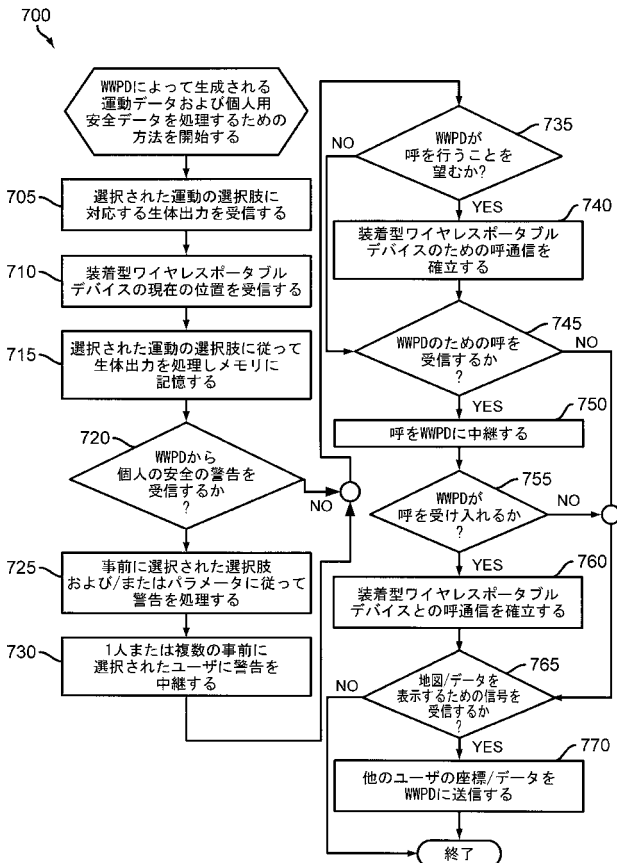 700
WWPDによって生成される
運動データおよび個人用
安全データを処理するための
方法を開始する
705
選択された運動の選択肢に
対応する生体出力を受信する
710
装着型ワイヤレスポータブル
デバイスの現在の位置を受信する
715
選択された運動の選択肢に従って
生体出力を処理しメモリに
記憶する
720
WWPDから
個人の安全の警告を
受信するか
?
NO
725
事前に選択された選択肢
および/またはパラメータに従って
警告を処理する
730
1人または複数の事前に
選択されたユーザに警告を
中継する
735
WWPDが
呼を行うことを
望むか?
NO
YES
740
装着型ワイヤレスポータブル
デバイスのための呼通信を
確立する
745
WWPDのための呼を
受信するか
?
NO
YES
750
呼をWWPDに中継する
755
WWPDが
呼を受け入れるか
?
NO
YES
760
装着型ワイヤレスポータブル
デバイスとの呼通信を確立する
765
地図/データを
表示するための信号を
受信するか
?
NO
YES
770
他のユーザの座標/データを
WWPDに送信する
終了